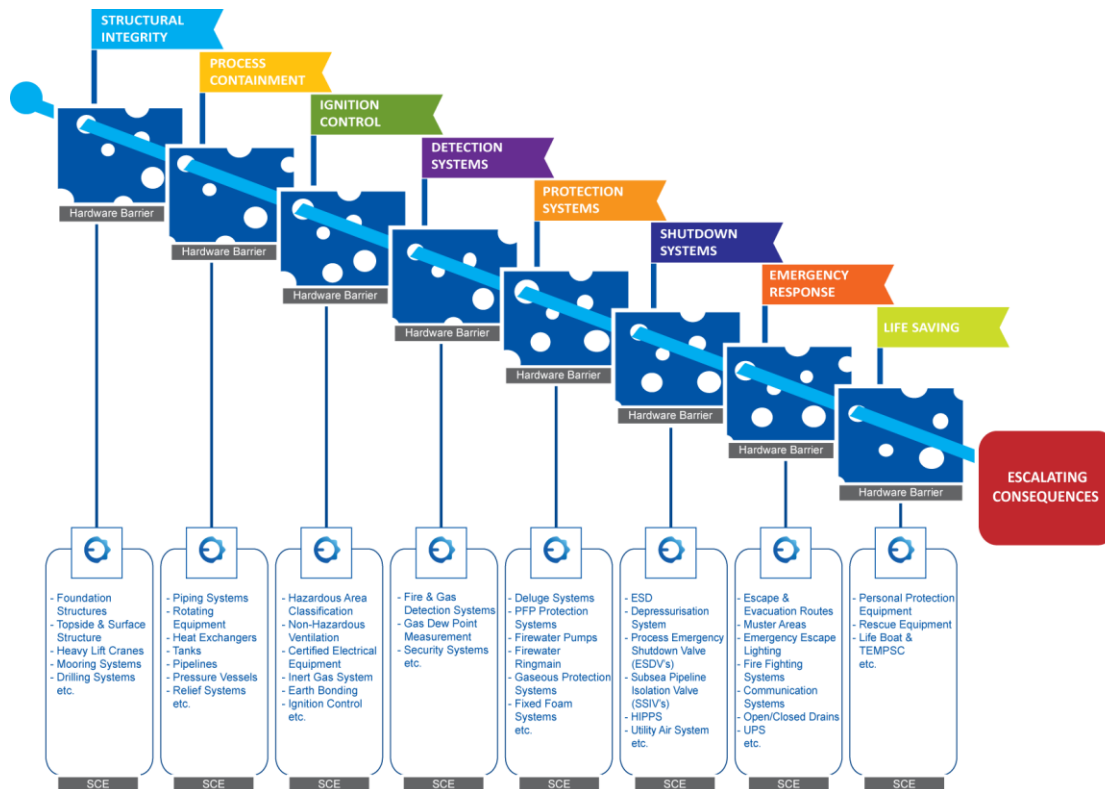 STRUCTURAL
INTEGRITY
PROCESS
CONTAINMENT
IGNITION
CONTROL
DETECTION
SYSTEMS
PROTECTION
SYSTEMS
SHUTDOWN
SYSTEMS
EMERGENCY
RESPONSE
LIFE SAVING
Hardware Barrier
Hardware Barrier
Hardware Barrier
Hardware Barrier
Hardware Barrier
Hardware Barrier
Hardware Barrier
Hardware Barrier
ESCALATING
CONSEQUENCES
- Foundation
Structures
- Topside & Surface
Structure
- Heavy Lift Cranes
- Mooring Systems
- Drilling Systems
etc.
SCE
- Piping Systems
- Rotating
Equipment
- Heat Exchangers
- Tanks
- Pipelines
- Pressure Vessels
- Relief Systems
etc.
SCE
- Hazardous Area
Classification
- Non-Hazardous
Ventilation
- Certified Electrical
Equipment
- Inert Gas System
- Earth Bonding
- Ignition Control
etc.
SCE
- Fire & Gas
Detection Systems
- Gas Dew Point
Measurement
- Security Systems
etc.
SCE
- Deluge Systems
- PFP Protection
Systems
- Firewater Pumps
- Firewater
Ringmain
- Gaseous Protection
Systems
- Fixed Foam
Systems
etc.
SCE
- ESD
- Depressurisation
System
- Process Emergency
Shutdown Valve
(ESDV's)
- Subsea Pipeline
Isolation Valve
(SSIV's)
- HIPPS
- Utility Air System
etc.
SCE
- Escape &
Evacuation Routes
- Muster Areas
- Emergency Escape
Lighting
- Fire Fighting
Systems
- Communication
Systems
- Open/Closed Drains
- UPS
etc.
SCE
- Personal Protection
Equipment
- Rescue Equipment
- Life Boat &
TEMPSC
etc.
SCE